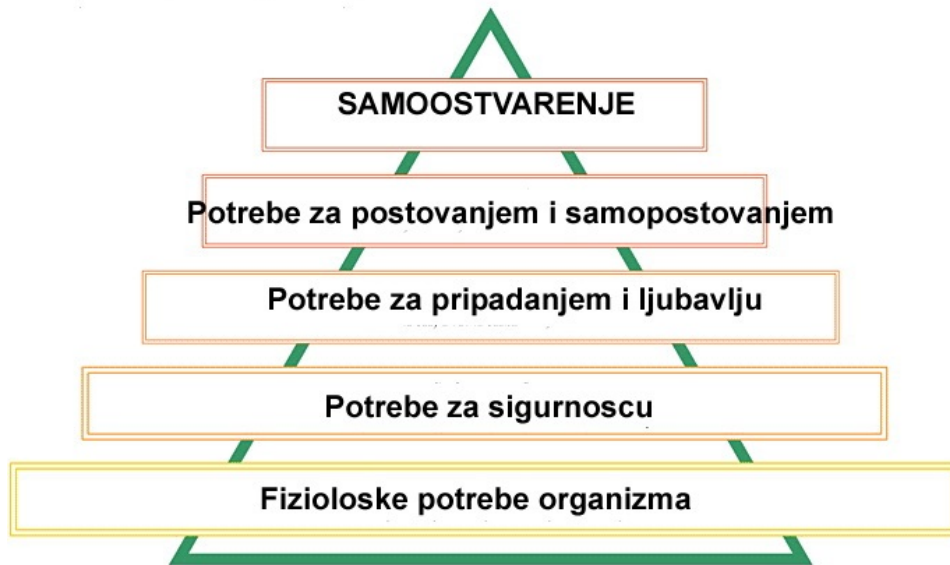 SAMOOSTVARENJE
Potrebe za postovanjem i samopostovanjem
Potrebe za pripadanjem i ljubavlju
Potrebe za sigurnoscu
Fizioloske potrebe organizma